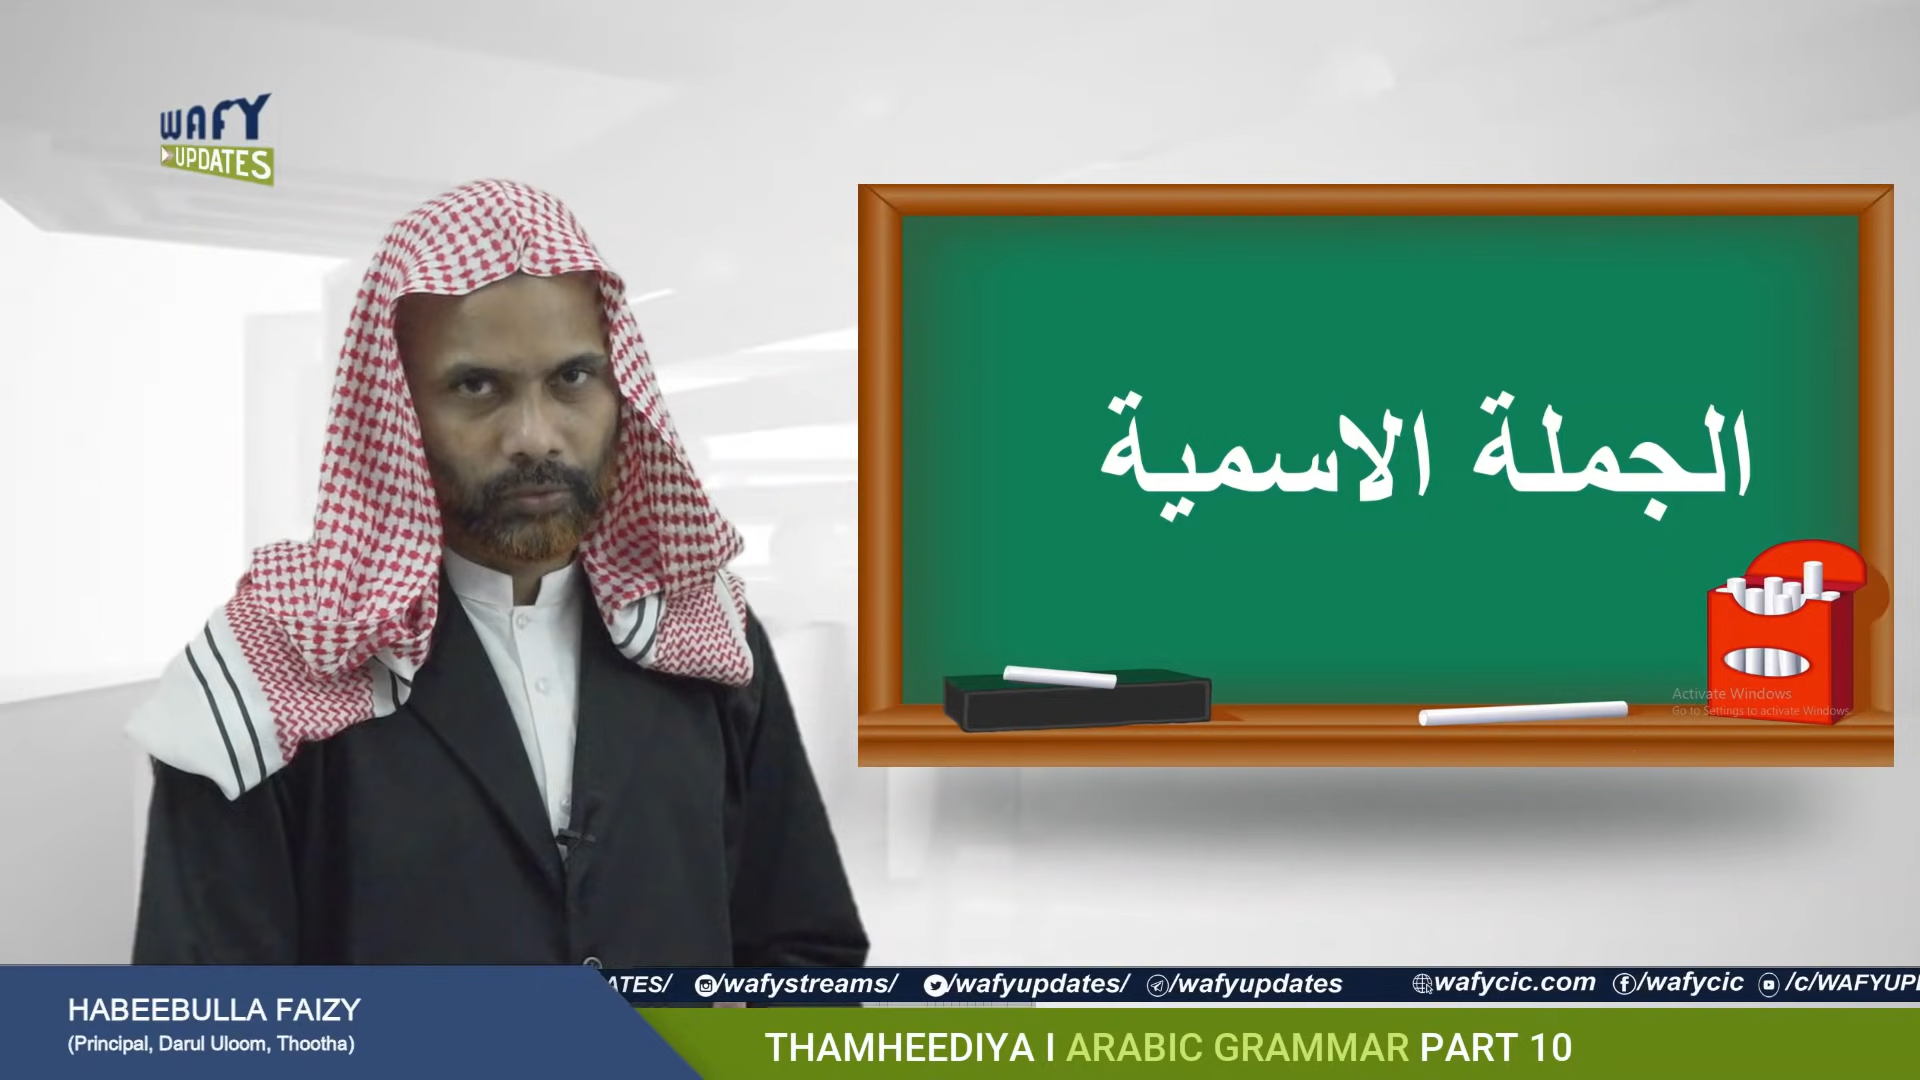 WAFY
UPDATES
الجملة الاسمية
Activate Windows
Go to Settings to activate Windows.
ATES/ /wafystreams/ /wafyupdates/ /wafyupdates wafycic.com /wafycic /c/WAFYUP
HABEEBULLA FAIZY
(Principal, Darul Uloom, Thootha)
THAMHEEDIYA I ARABIC GRAMMAR PART 10